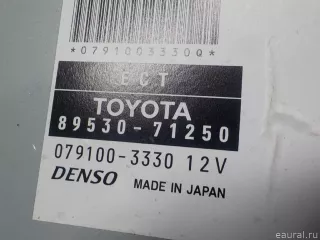 *0791003330Q*
ECT
TOYOTA
89530-71250
079100-3330 12V
DENSO MADE IN JAPAN
eaural.ru